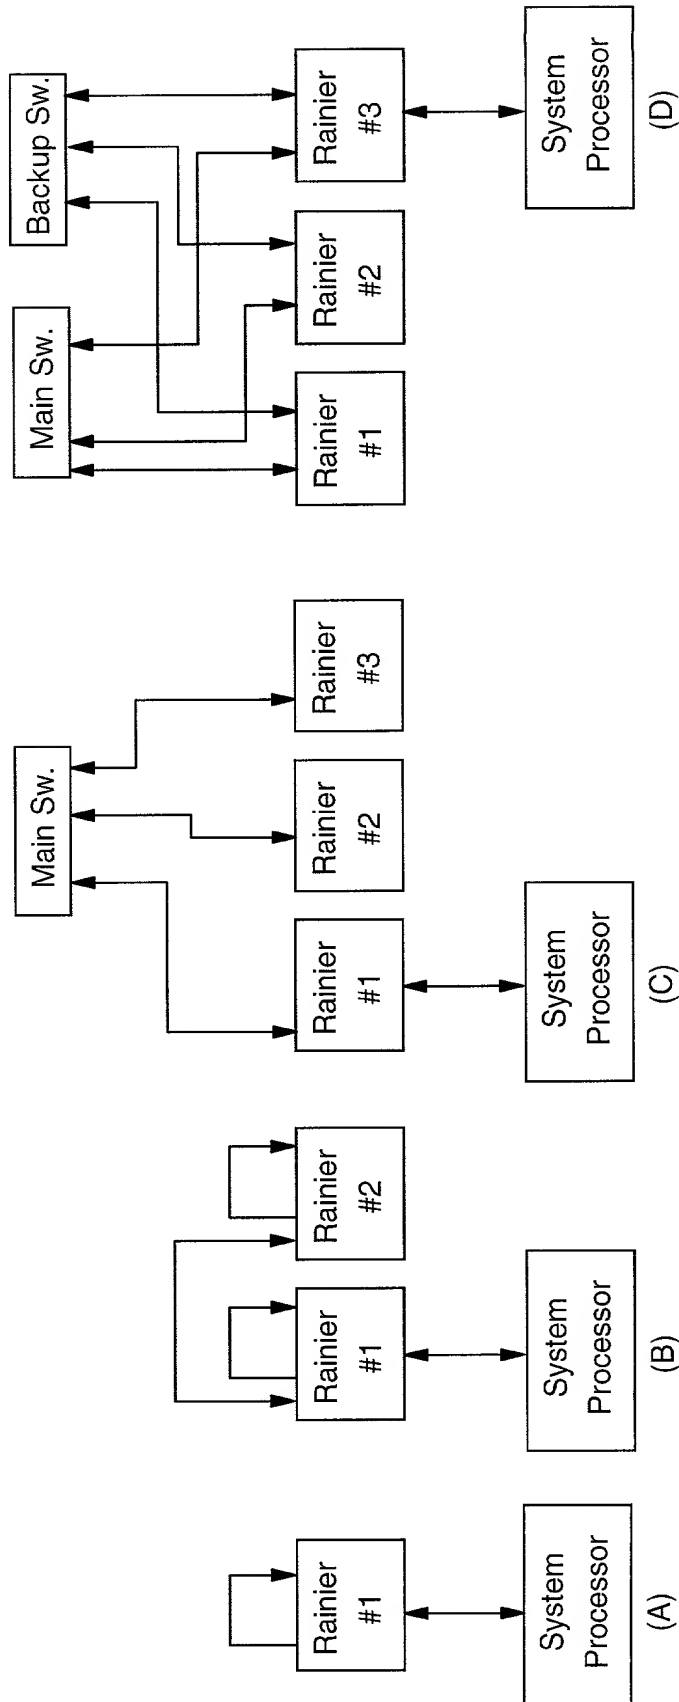 Rainier
#1
System
Processor
(A)
Rainier
#1
Rainier
#2
System
Processor
(B)
Main Sw.
Rainier
#1
Rainier
#2
Rainier
#3
System
Processor
(C)
Main Sw.
Backup Sw.
Rainier
#1
Rainier
#2
Rainier
#3
System
Processor
(D)